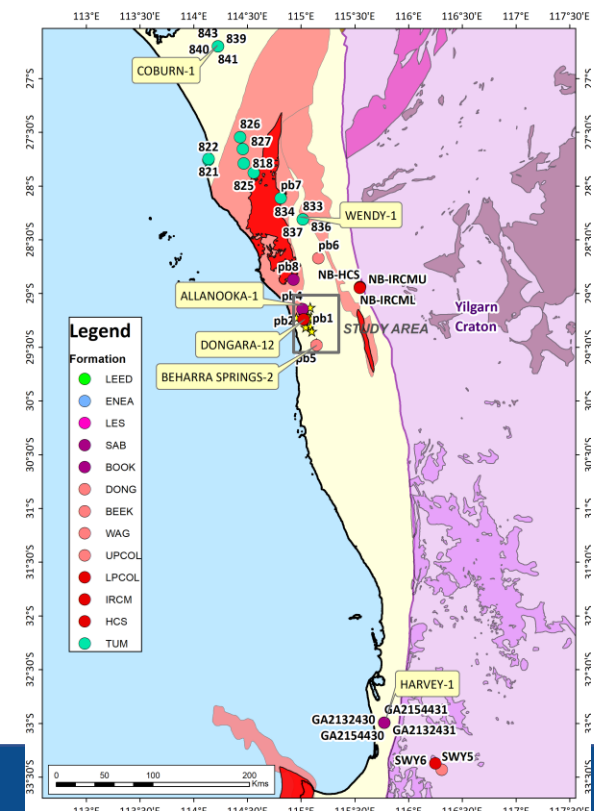 843
839
840
841
COBURN-1
27°S
826
827
27°30'S
822
818
821
825
28°S
pb7
834
833
WENDY-1
837
836
28°30'S
pb6
pb8
NB-HCS
NB-IRCMU
29°S
ALLANOOKA-1
pb4
NB-IRCML
Yilgarn
Craton
pb2
pb1
STUDY AREA
DONGARA-12
29°30'S
pb5
BEHARRA SPRINGS-2
Legend
Formation
LEED
ENEA
LES
SAB
BOOK
DONG
BEEK
WAG
UPCOL
LPCOL
IRCM
HCS
TUM
30°S
30°30'S
31°S
31°30'S
32°S
32°30'S
HARVEY-1
33°S
GA2132430
GA2154431
GA2154430
GA2132431
SWY6
SWY5
33°30'S
0 50 100 200
Kms
113°E 113°30'E 114°E 114°30'E 115°E 115°30'E 116°E 116°30'E 117°E 117°30'E